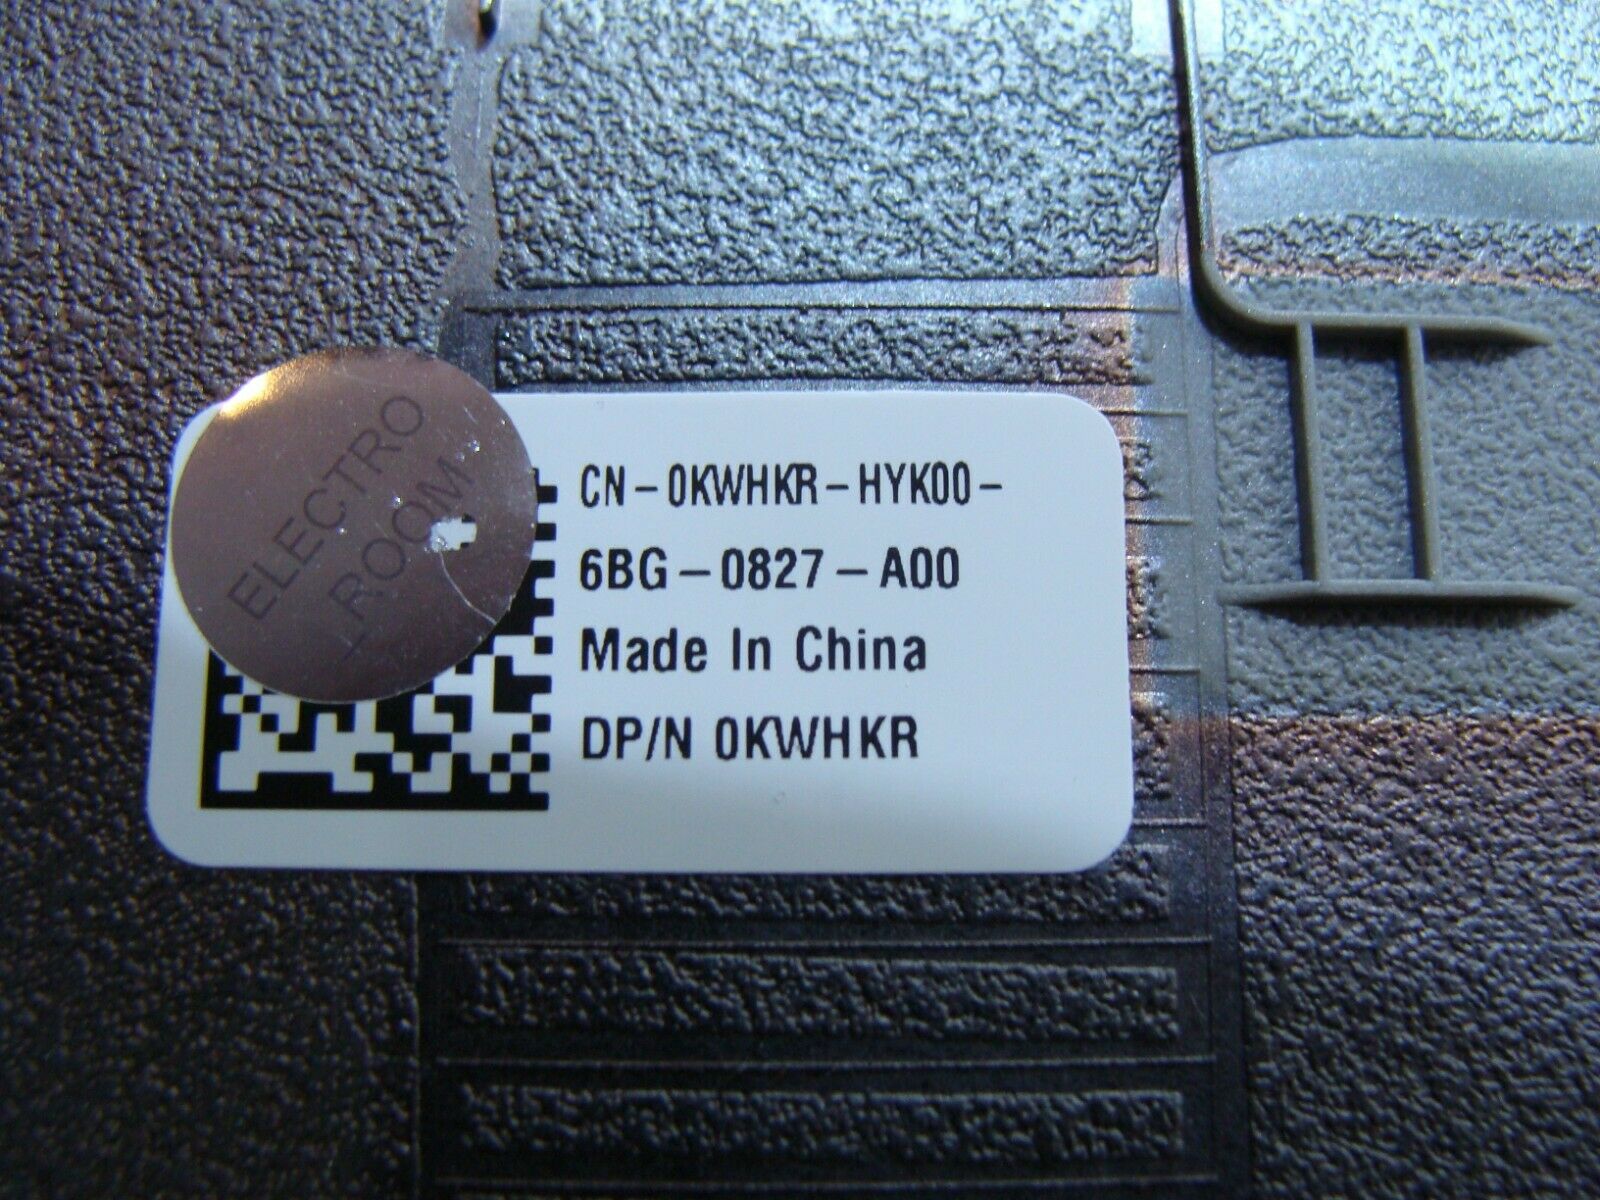 ELECTRO
ROOM
CN-0KWHKR-HYK00-
6BG-0827-A00
Made In China
DP/N 0KWHKR